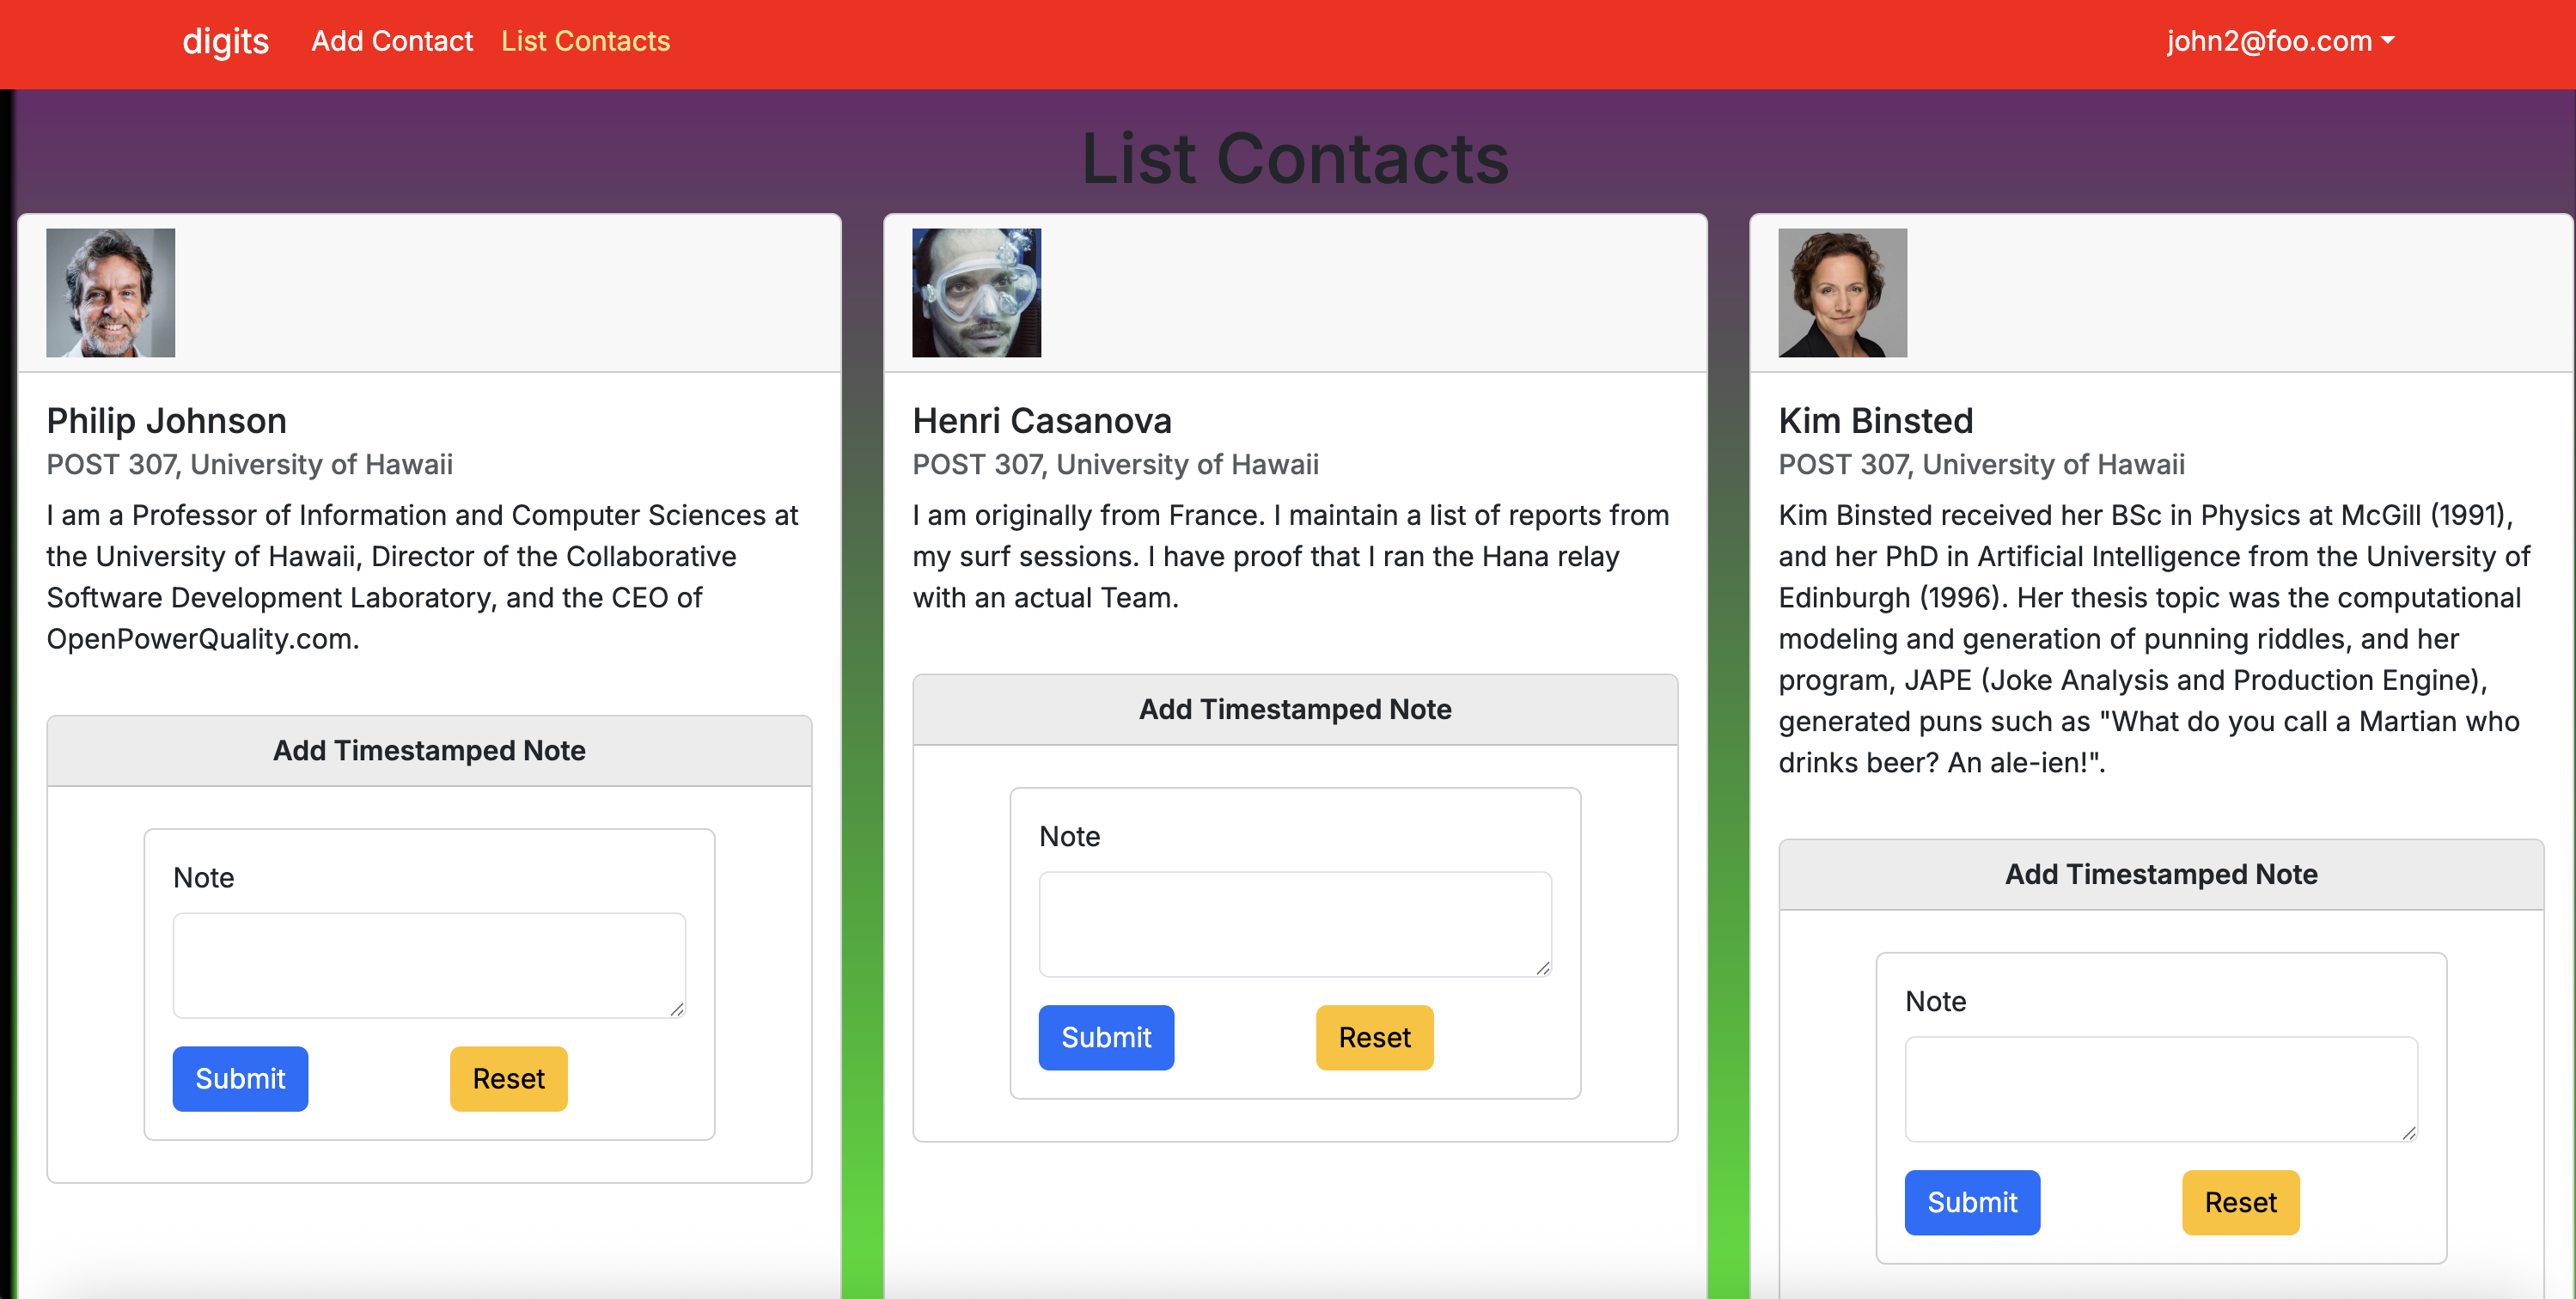 digits Add Contact List Contacts john2@foo.com
List Contacts
Philip Johnson
POST 307, University of Hawaii
I am a Professor of Information and Computer Sciences at
the University of Hawaii, Director of the Collaborative
Software Development Laboratory, and the CEO of
OpenPowerQuality.com.
Add Timestamped Note
Note
Submit Reset
Henri Casanova
POST 307, University of Hawaii
I am originally from France. I maintain a list of reports from
my surf sessions. I have proof that I ran the Hana relay
with an actual Team.
Add Timestamped Note
Note
Submit Reset
Kim Binsted
POST 307, University of Hawaii
Kim Binsted received her BSc in Physics at McGill (1991),
and her PhD in Artificial Intelligence from the University of
Edinburgh (1996). Her thesis topic was the computational
modeling and generation of punning riddles, and her
program, JAPE (Joke Analysis and Production Engine),
generated puns such as "What do you call a Martian who
drinks beer? An ale-ien!".
Add Timestamped Note
Note
Submit Reset